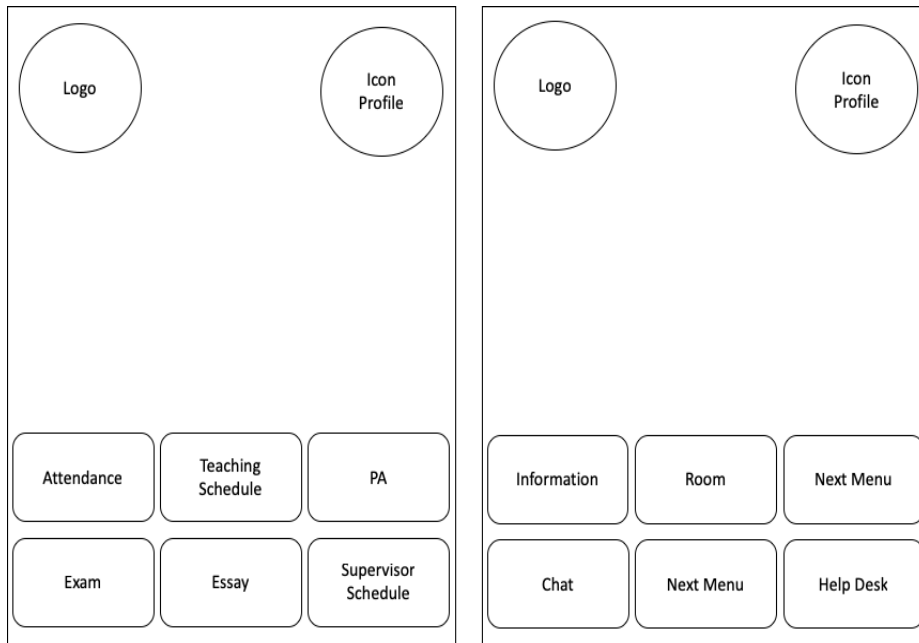 Logo
Icon
Profile
Attendance
Teaching
Schedule
PA
Exam
Essay
Supervisor
Schedule
Logo
Icon
Profile
Information
Room
Next Menu
Chat
Next Menu
Help Desk